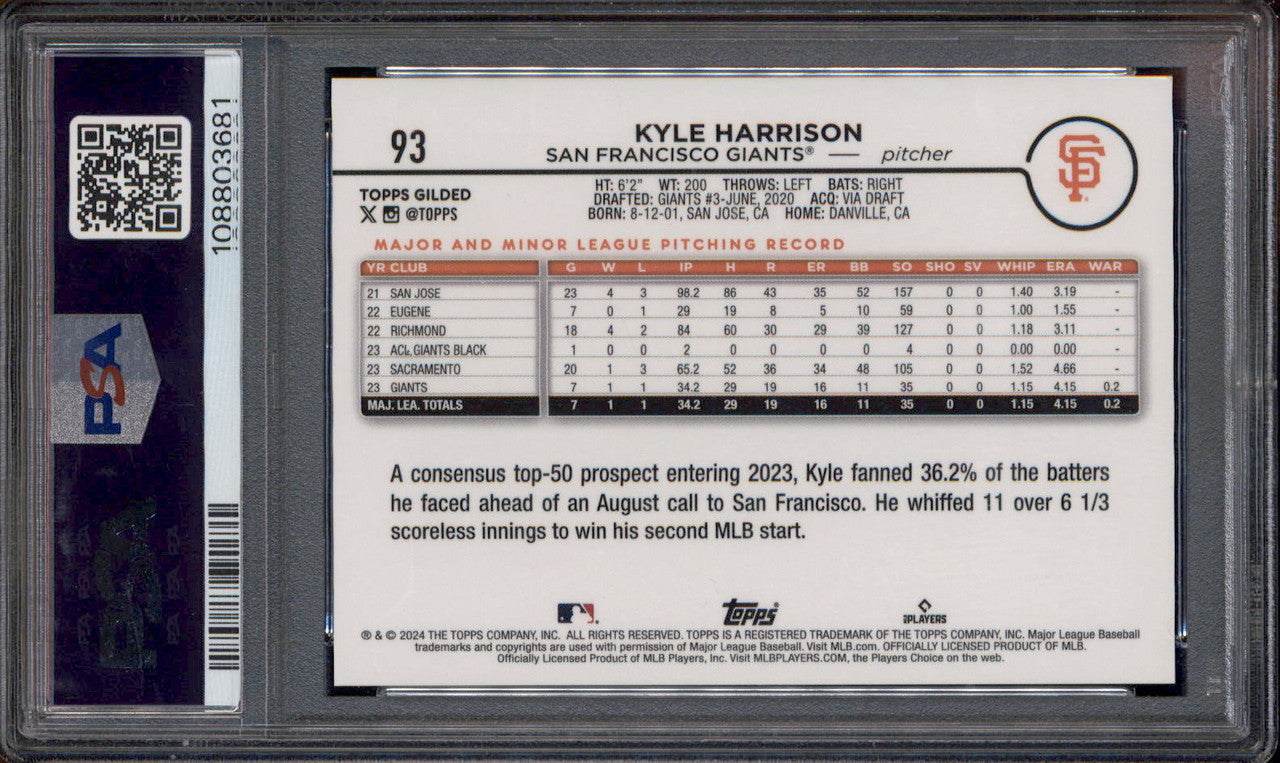 108803681
PSA
93
KYLE HARRISON
SAN FRANCISCO GIANTS® — pitcher
SF
TOPPS GILDED
@TOPPS
HT: 6'2" WT: 200 THROWS: LEFT BATS: RIGHT
DRAFTED: GIANTS #3-JUNE, 2020 ACQ: VIA DRAFT
BORN: 8-12-01, SAN JOSE, CA HOME: DANVILLE, CA
MAJOR AND MINOR LEAGUE PITCHING RECORD
YR CLUB G W L IP H R ER BB SO SHO SV WHIP ERA WAR
21 SAN JOSE 23 4 3 98.2 86 43 35 52 157 0 0 1.40 3.19 -
22 EUGENE 7 0 1 29 19 8 5 10 59 0 0 1.00 1.55 -
22 RICHMOND 18 4 2 84 60 30 29 39 127 0 0 1.18 3.11 -
23 ACL GIANTS BLACK 1 0 0 2 0 0 0 0 4 0 0 0.00 0.00 -
23 SACRAMENTO 20 1 3 65.2 52 36 34 48 105 0 0 1.52 4.66 -
23 GIANTS 7 1 1 34.2 29 19 16 11 35 0 0 1.15 4.15 0.2
MAJ. LEA. TOTALS 7 1 1 34.2 29 19 16 11 35 0 0 1.15 4.15 0.2
A consensus top-50 prospect entering 2023, Kyle fanned 36.2% of the batters
he faced ahead of an August call to San Francisco. He whiffed 11 over 6 1/3
scoreless innings to win his second MLB start.
topps
PLAYERS
® & © 2024 THE TOPPS COMPANY, INC. ALL RIGHTS RESERVED. TOPPS IS A REGISTERED TRADEMARK OF THE TOPPS COMPANY, INC. Major League Baseball
trademarks and copyrights are used with permission of Major League Baseball. Visit MLB.com. OFFICIALLY LICENSED PRODUCT OF MLB.
Officially Licensed Product of MLB Players, Inc. Visit MLBPLAYERS.COM, the Players Choice on the web.